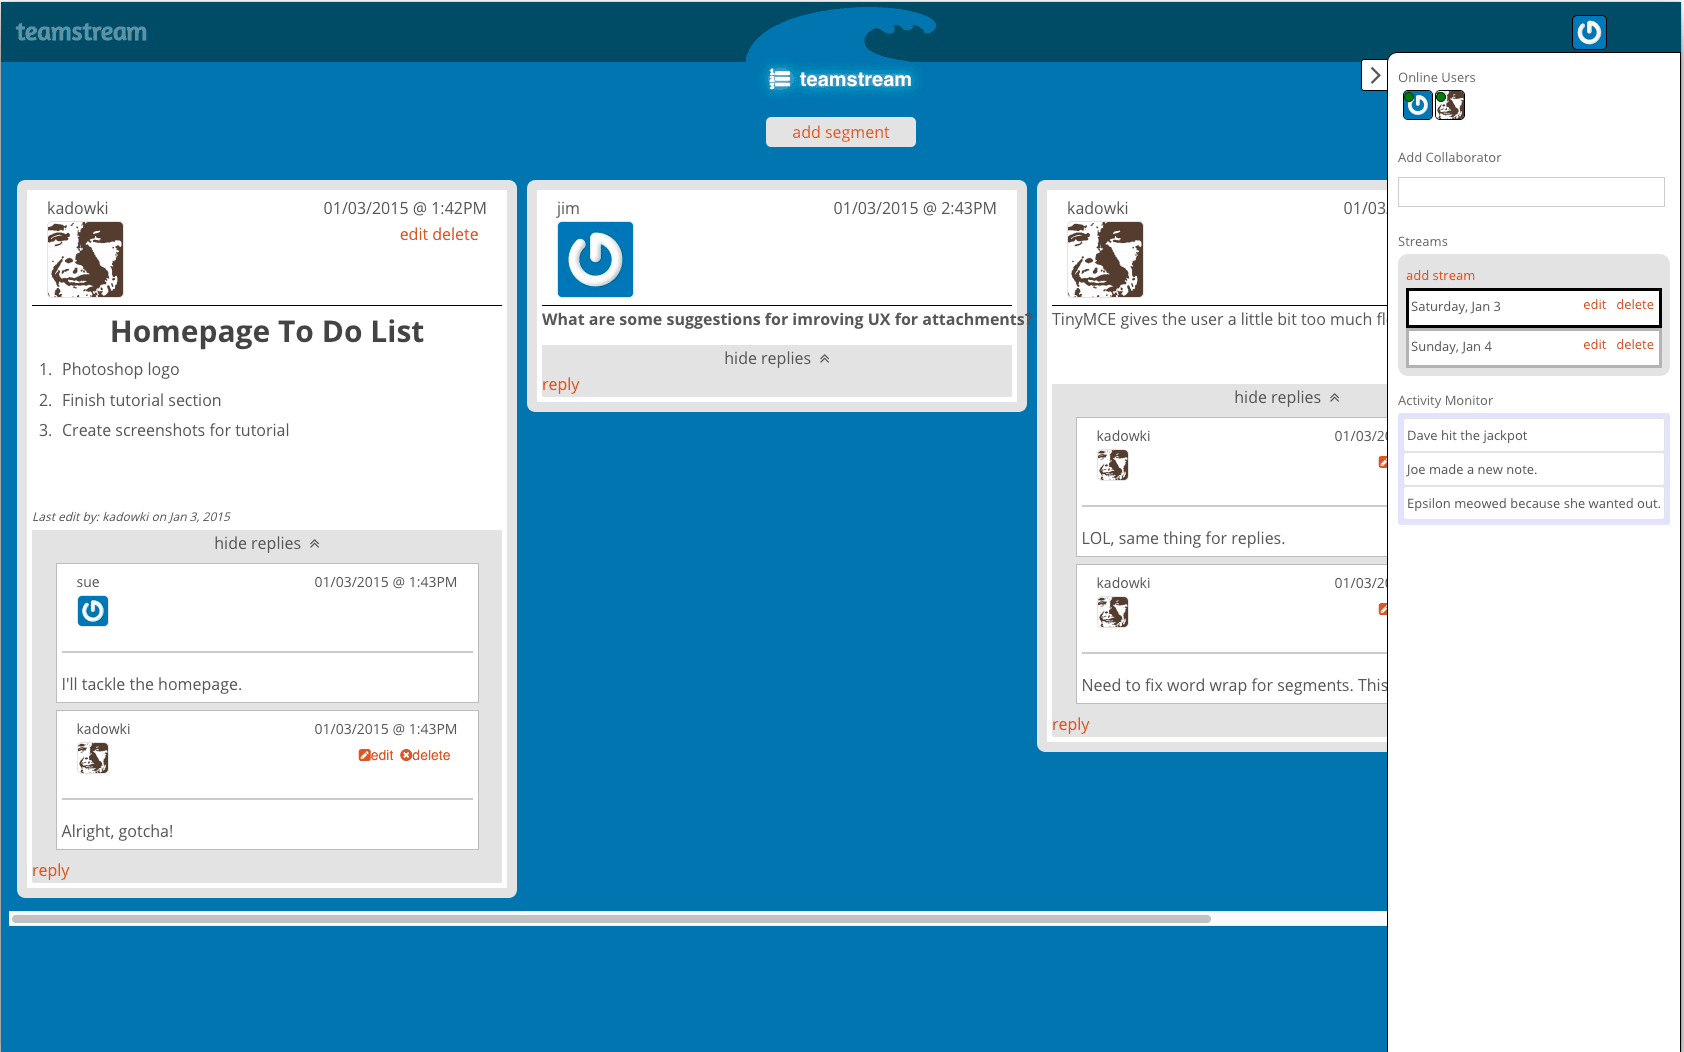 teamstream
teamstream
add segment
kadowki 01/03/2015 @ 1:42PM
edit delete
Homepage To Do List
1. Photoshop logo
2. Finish tutorial section
3. Create screenshots for tutorial
Last edit by: kadowki on Jan 3, 2015
hide replies
sue 01/03/2015 @ 1:43PM
I'll tackle the homepage.
kadowki 01/03/2015 @ 1:43PM
edit delete
Alright, gotcha!
reply
jim 01/03/2015 @ 2:43PM
What are some suggestions for imroving UX for attachments?
hide replies
reply
kadowki 01/03
TinyMCE gives the user a little bit too much fl
hide replies
kadowki 01/03/20
LOL, same thing for replies.
kadowki 01/03/20
Need to fix word wrap for segments. This
reply
Online Users
Add Collaborator
Streams
add stream
Saturday, Jan 3 edit delete
Sunday, Jan 4 edit delete
Activity Monitor
Dave hit the jackpot
Joe made a new note.
Epsilon meowed because she wanted out.